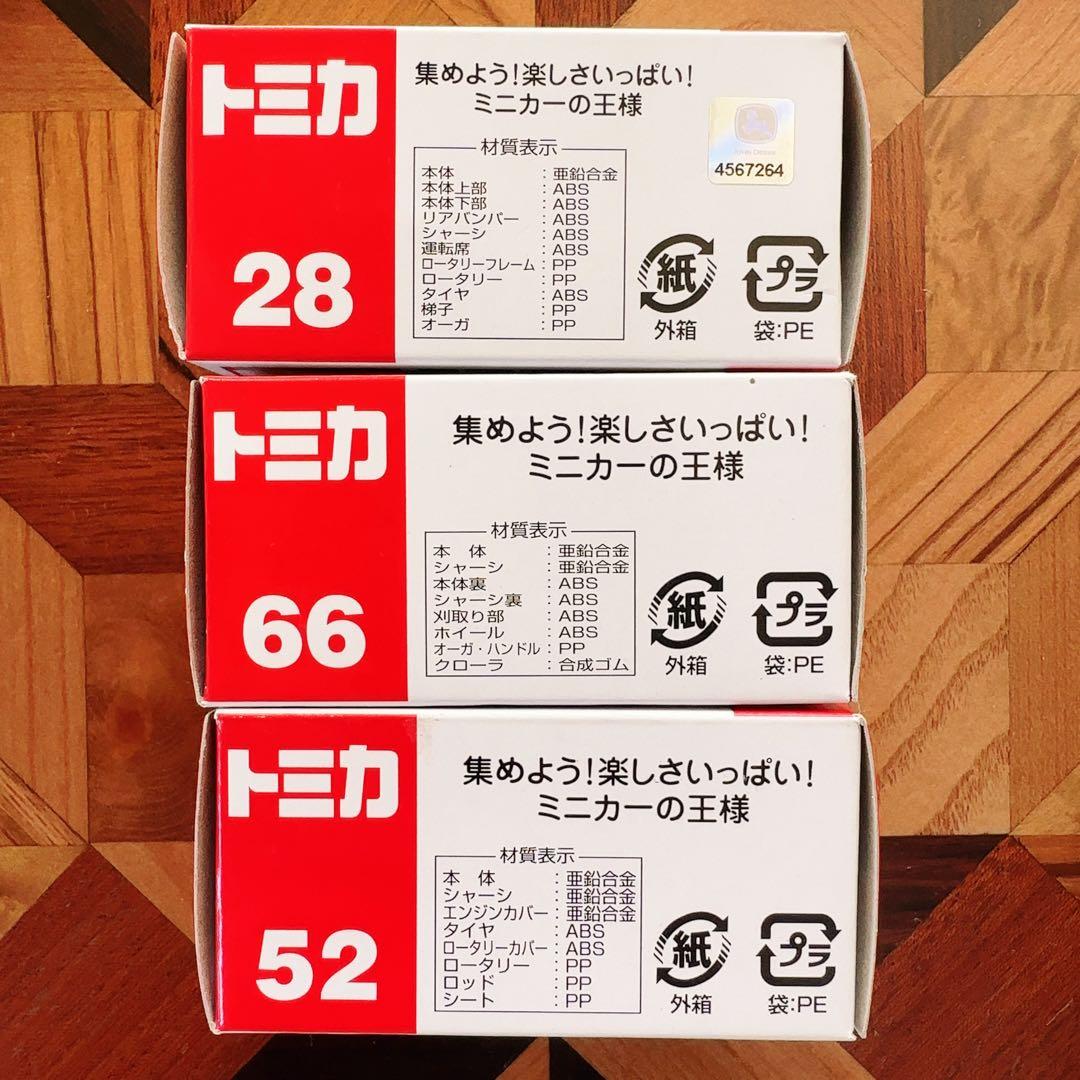 トミカ
28
集めよう!楽しさいっぱい!
ミニカーの王様
材質表示
本体 : 亜鉛合金
本体上部 : ABS
本体下部 : ABS
リアバンパー : ABS
シャーシ : ABS
運転席 : ABS
ロータリーフレーム : PP
ロータリー : PP
タイヤ : ABS
梯子 : PP
オーガ : PP
JOHN DEERE
4567264
紙
外箱
プラ
袋:PE
トミカ
66
集めよう!楽しさいっぱい!
ミニカーの王様
材質表示
本 体 : 亜鉛合金
シャーシ : 亜鉛合金
本体裏 : ABS
シャーシ裏 : ABS
刈取り部 : ABS
ホイール : ABS
オーガ・ハンドル : PP
クローラ : 合成ゴム
紙
外箱
プラ
袋:PE
トミカ
52
集めよう!楽しさいっぱい!
ミニカーの王様
材質表示
本 体 : 亜鉛合金
シャーシ : 亜鉛合金
エンジンカバー : 亜鉛合金
タイヤ : ABS
ロータリーカバー : ABS
ロータリー : PP
ロッド : PP
シート : PP
紙
外箱
プラ
袋:PE